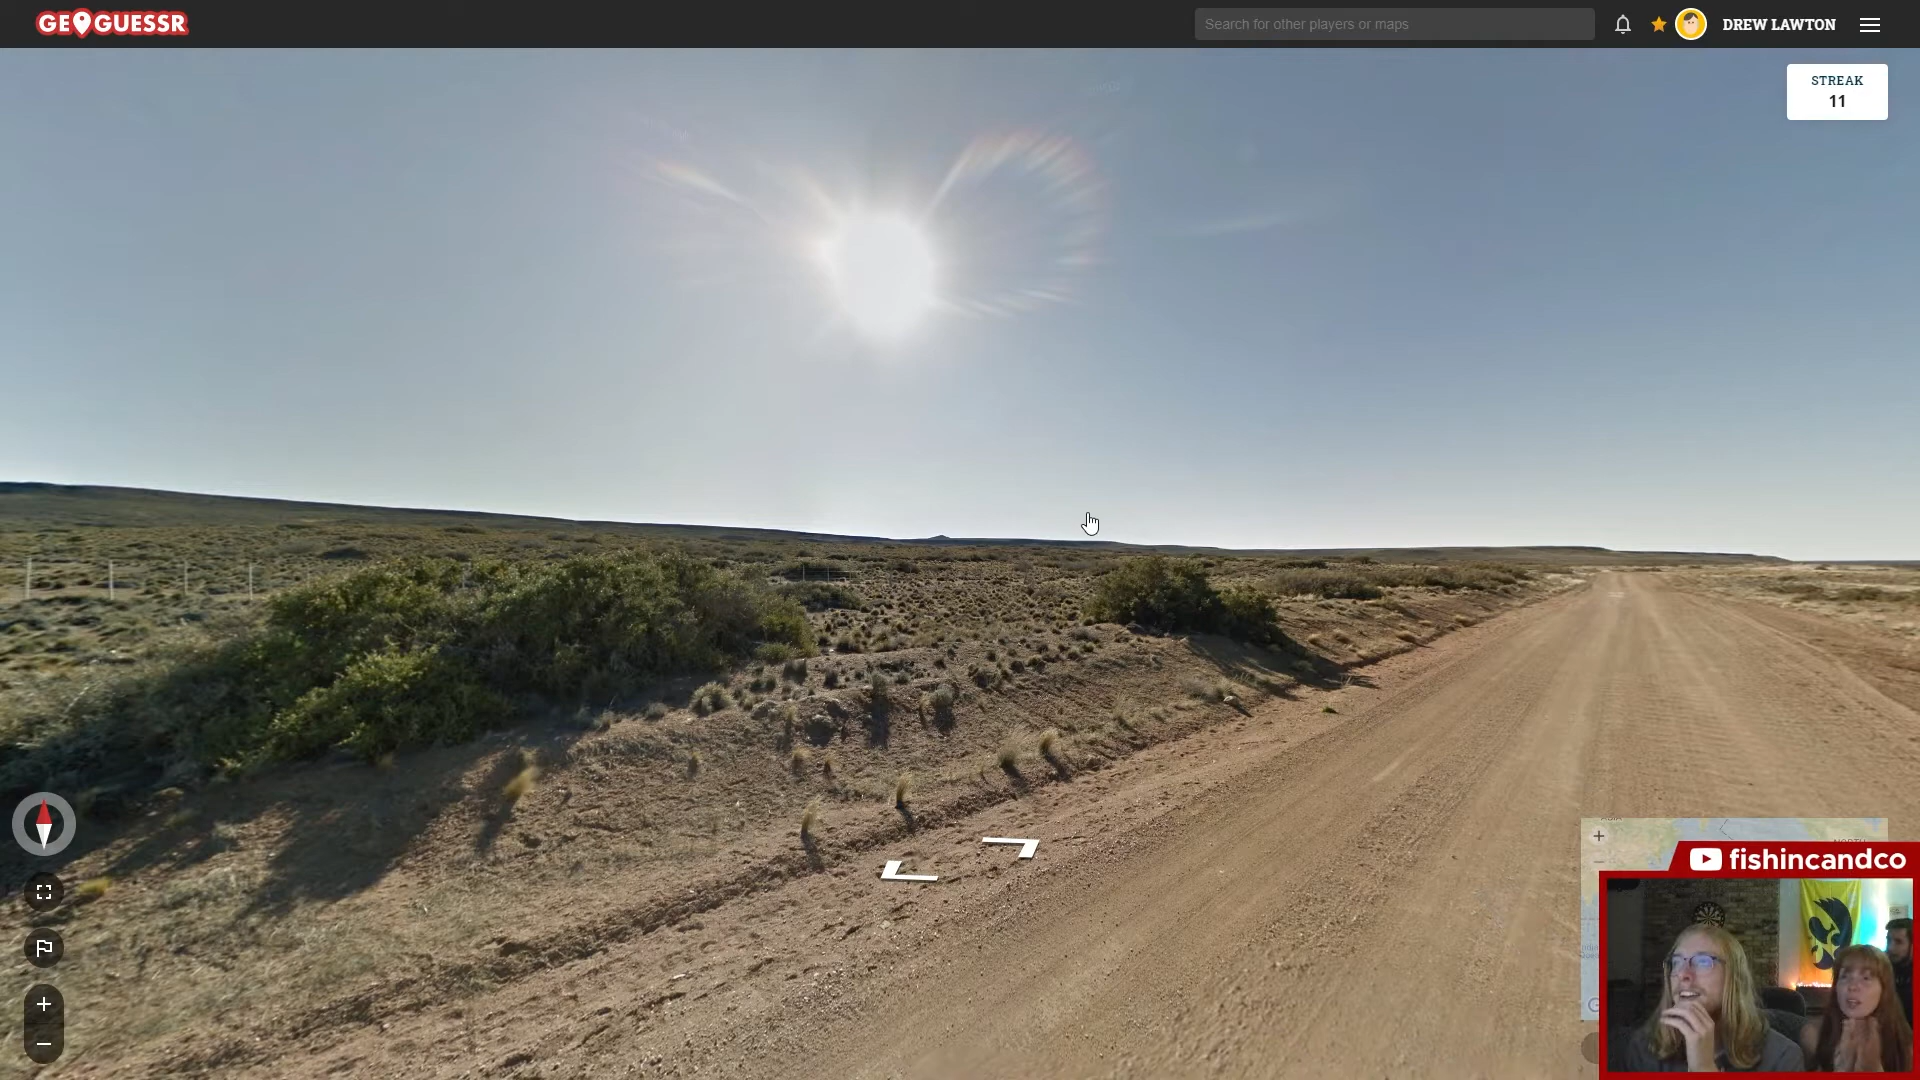 GEOGUESSR
Search for other players or maps
DREW LAWTON
STREAK
11
fishincandco